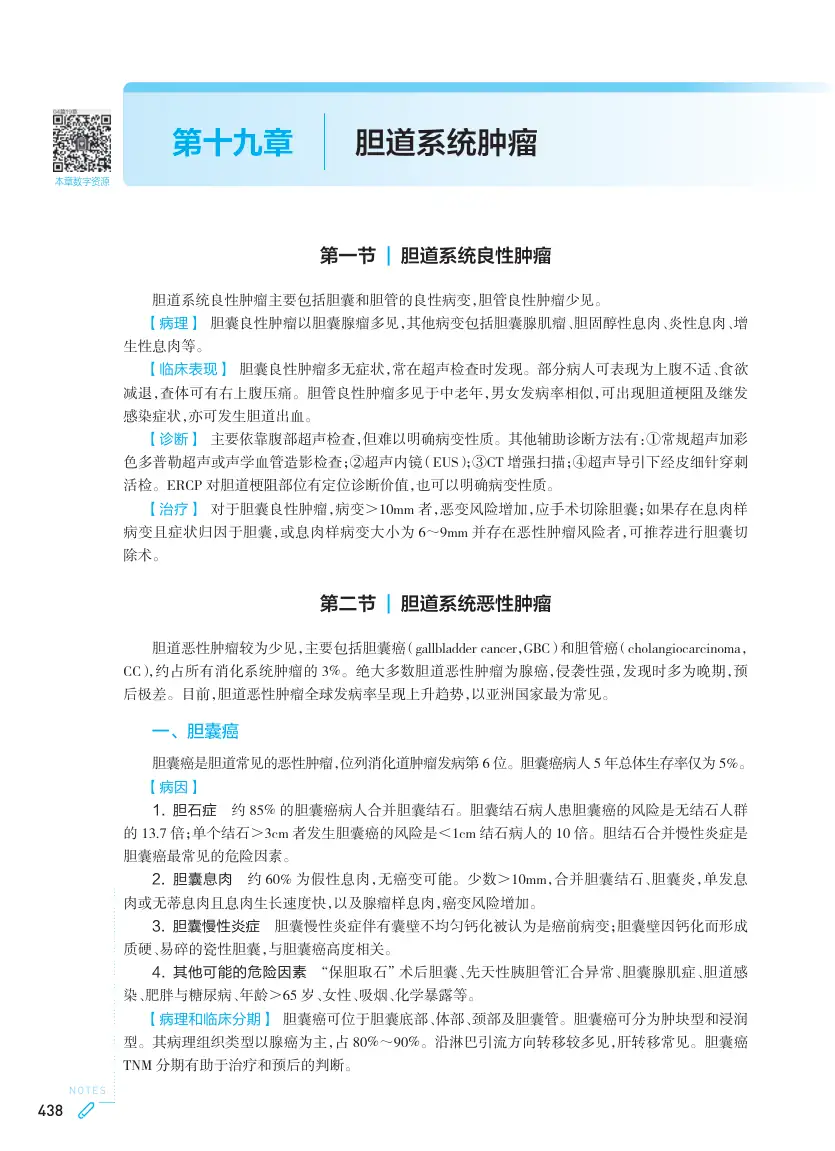 第十九章
胆道系统肿瘤
本章数字资源
第一节 | 胆道系统良性肿瘤
胆道系统良性肿瘤主要包括胆囊和胆管的良性病变,胆管良性肿瘤少见。
【病理】 胆囊良性肿瘤以胆囊腺瘤多见,其他病变包括胆囊腺肌瘤、胆固醇性息肉、炎性息肉、增
生性息肉等。
【临床表现】 胆囊良性肿瘤多无症状,常在超声检查时发现。部分病人可表现为上腹不适、食欲
减退,查体可有右上腹压痛。胆管良性肿瘤多见于中老年,男女发病率相似,可出现胆道梗阻及继发
感染症状,亦可发生胆道出血。
【诊断】 主要依靠腹部超声检查,但难以明确病变性质。其他辅助诊断方法有:①常规超声加彩
色多普勒超声或声学血管造影检查;②超声内镜(EUS);③CT 增强扫描;④超声导引下经皮细针穿刺
活检。ERCP 对胆道梗阻部位有定位诊断价值,也可以明确病变性质。
【治疗】 对于胆囊良性肿瘤,病变>10mm 者,恶变风险增加,应手术切除胆囊;如果存在息肉样
病变且症状归因于胆囊,或息肉样病变大小为 6~9mm 并存在恶性肿瘤风险者,可推荐进行胆囊切
除术。
第二节 | 胆道系统恶性肿瘤
胆道恶性肿瘤较为少见,主要包括胆囊癌(gallbladder cancer,GBC)和胆管癌(cholangiocarcinoma,
CC),约占所有消化系统肿瘤的 3%。绝大多数胆道恶性肿瘤为腺癌,侵袭性强,发现时多为晚期,预
后极差。目前,胆道恶性肿瘤全球发病率呈现上升趋势,以亚洲国家最为常见。
一、胆囊癌
胆囊癌是胆道常见的恶性肿瘤,位列消化道肿瘤发病第 6 位。胆囊癌病人 5 年总体生存率仅为 5%。
【病因】
1. 胆石症 约 85% 的胆囊癌病人合并胆囊结石。胆囊结石病人患胆囊癌的风险是无结石人群
的 13.7 倍;单个结石>3cm 者发生胆囊癌的风险是<1cm 结石病人的 10 倍。胆结石合并慢性炎症是
胆囊癌最常见的危险因素。
2. 胆囊息肉 约 60% 为假性息肉,无癌变可能。少数>10mm,合并胆囊结石、胆囊炎,单发息
肉或无蒂息肉且息肉生长速度快,以及腺瘤样息肉,癌变风险增加。
3. 胆囊慢性炎症 胆囊慢性炎症伴有囊壁不均匀钙化被认为是癌前病变;胆囊壁因钙化而形成
质硬、易碎的瓷性胆囊,与胆囊癌高度相关。
4. 其他可能的危险因素 “保胆取石”术后胆囊、先天性胰胆管汇合异常、胆囊腺肌症、胆道感
染、肥胖与糖尿病、年龄>65 岁、女性、吸烟、化学暴露等。
【病理和临床分期】 胆囊癌可位于胆囊底部、体部、颈部及胆囊管。胆囊癌可分为肿块型和浸润
型。其病理组织类型以腺癌为主,占 80%~90%。沿淋巴引流方向转移较多见,肝转移常见。胆囊癌
TNM 分期有助于治疗和预后的判断。
NOTES
438